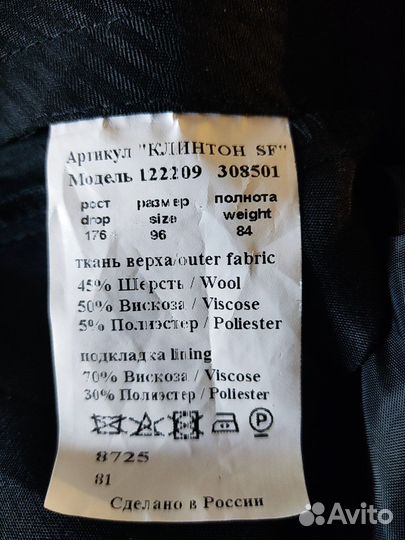 Артикул "КЛИНТОН SF"
Модель 122209 308501
рост размер полнота
drop size weight
176 96 84
ткань верха/outer fabric
45% Шерсть / Wool
50% Вискоза / Viscose
5% Полиэстер / Poliester
подкладка lining
70% Вискоза / Viscose
30% Полиэстер / Poliester
P
8725
81
Сделано в России
Avito